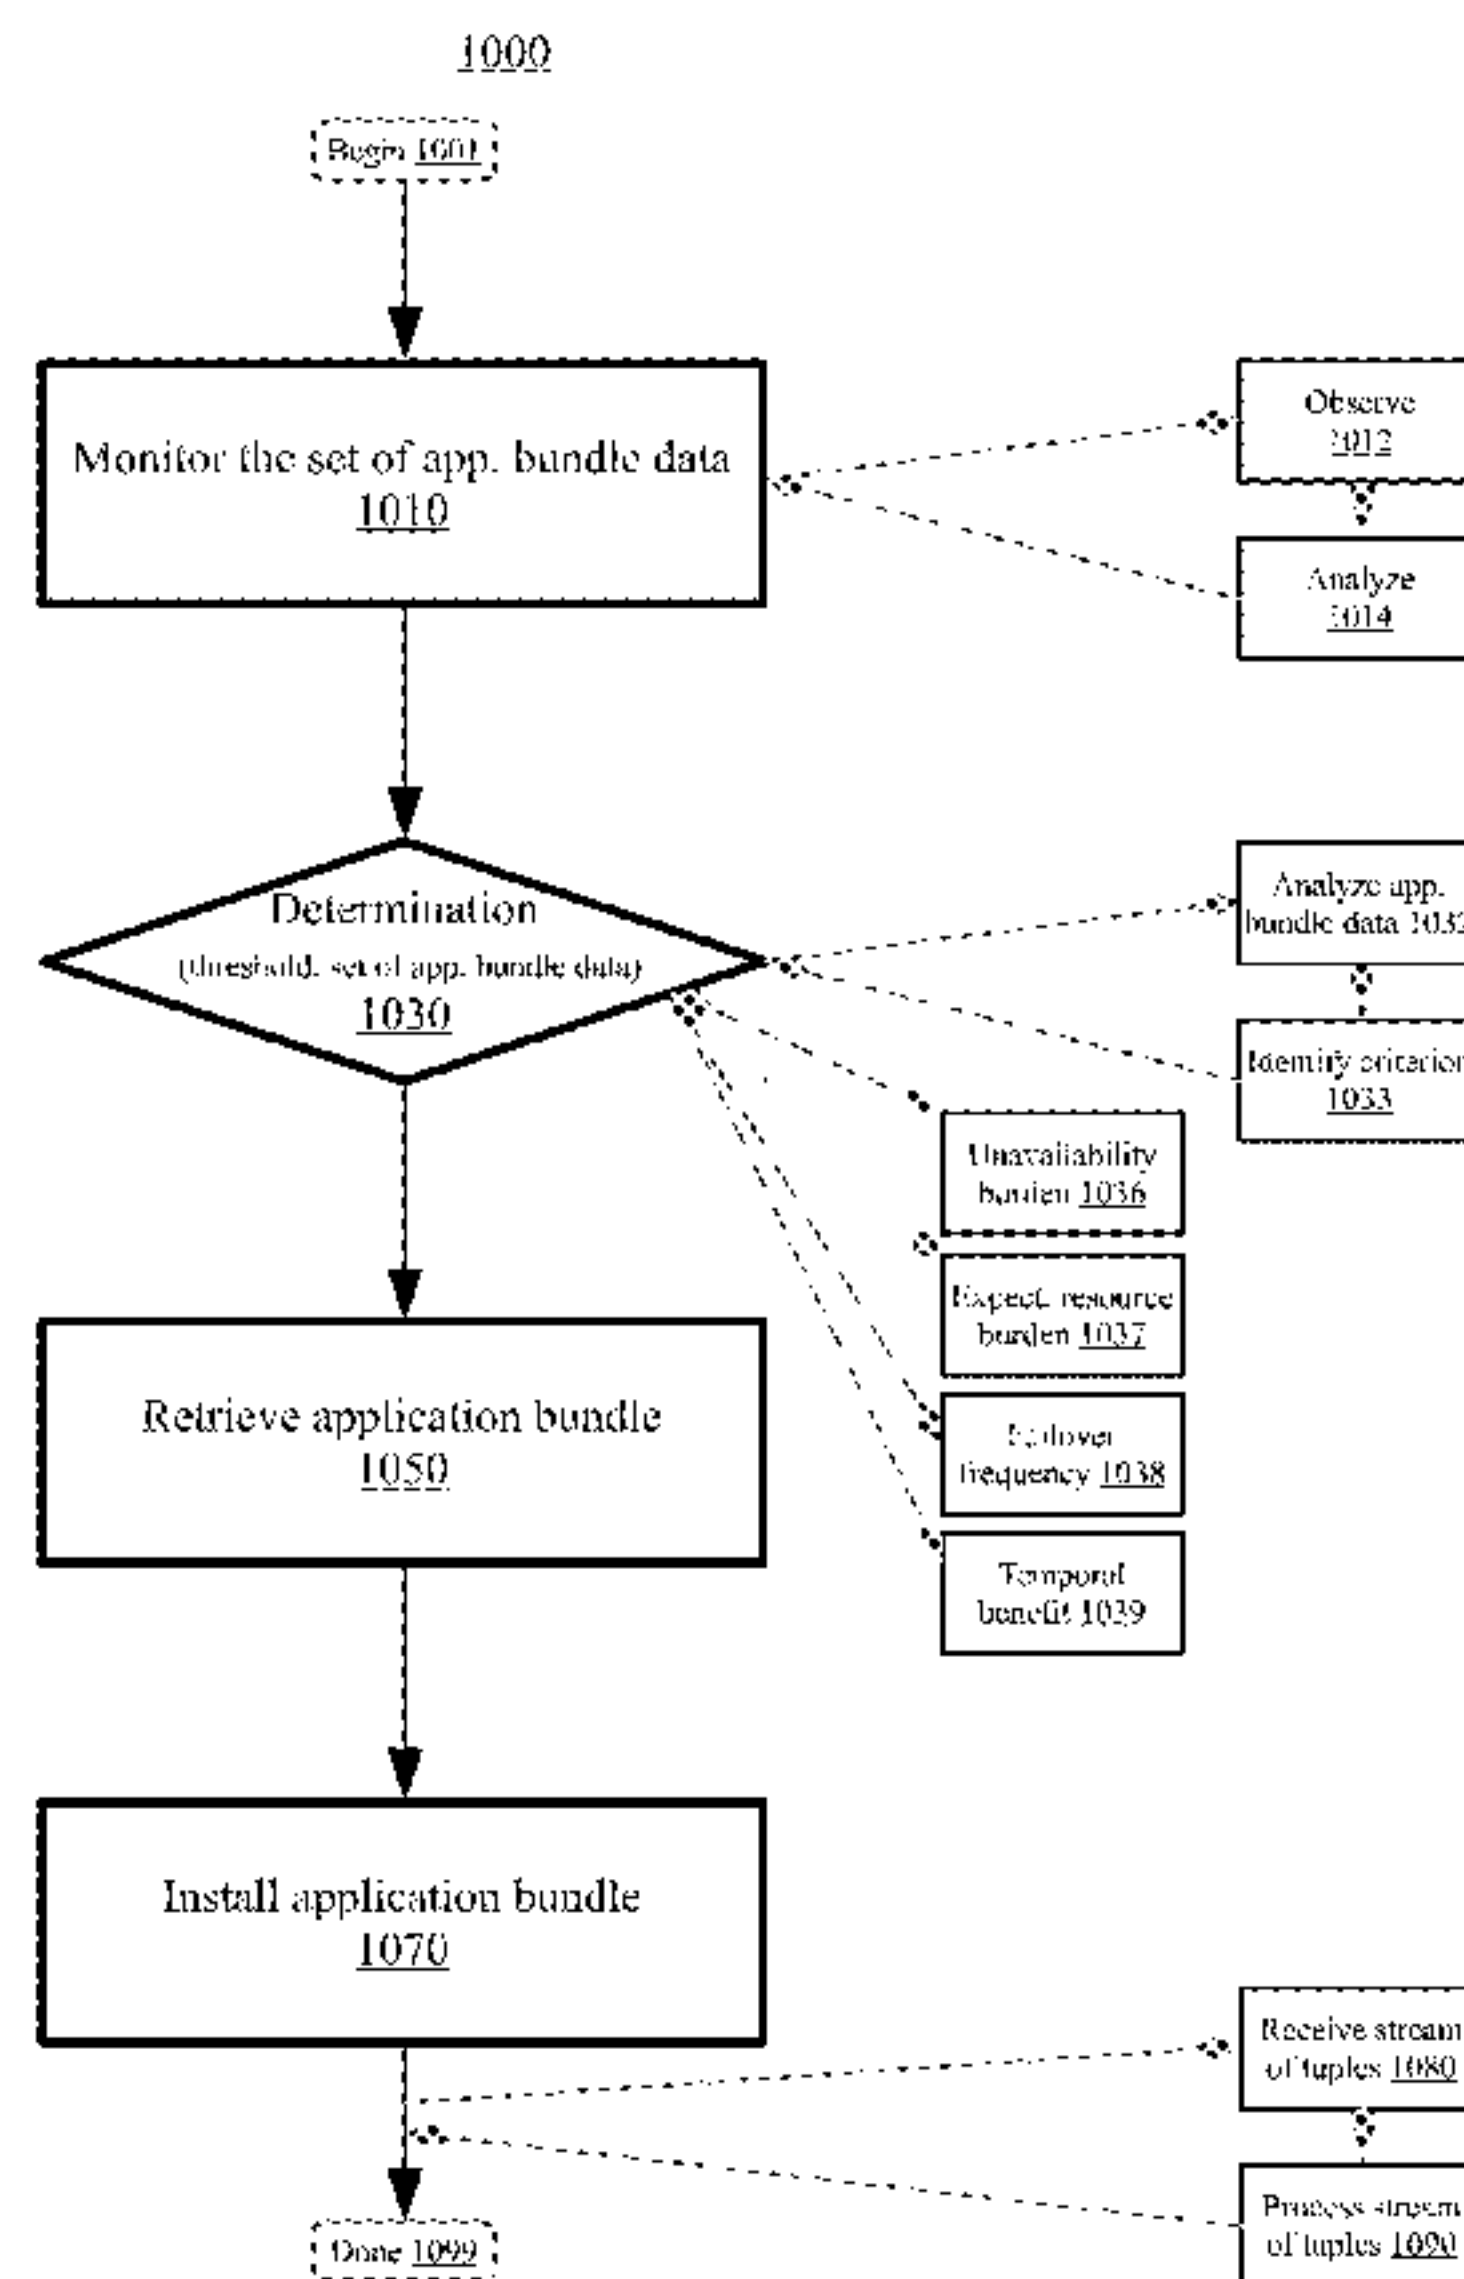 1000
Begin 1001
Monitor the set of app. bundle data
1010
Observe
1012
Analyze
1014
Determination
(threshold, set of app. bundle data)
1030
Analyze app.
bundle data 1032
Identify criterion
1033
Unavailability
burden 1036
Expect. resource
burden 1037
Failover
frequency 1038
Temporal
benefit 1039
Retrieve application bundle
1050
Install application bundle
1070
Receive stream
of tuples 1080
Process stream
of tuples 1090
Done 1099